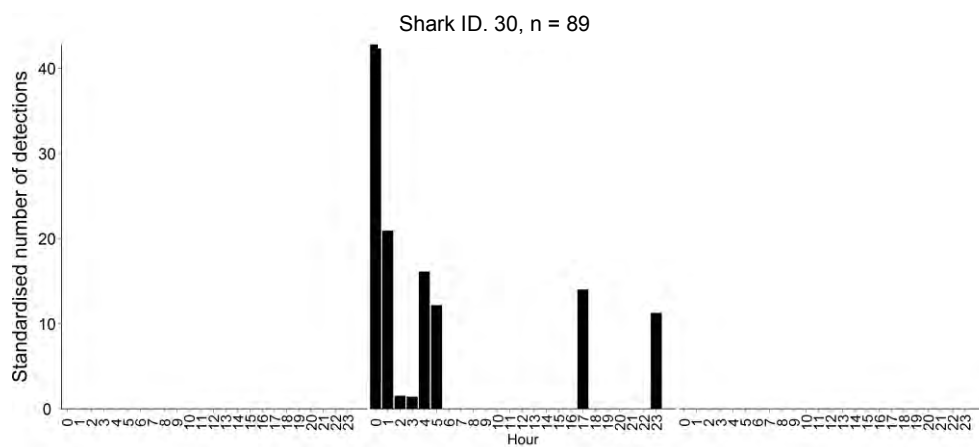 Shark ID. 30, n = 89
Standardised number of detections
40
30
20
10
0
0 1 2 3 4 5 6 7 8 9 10 11 12 13 14 15 16 17 18 19 20 21 22 23 0 1 2 3 4 5 6 7 8 9 10 11 12 13 14 15 16 17 18 19 20 21 22 23 0 1 2 3 4 5 6 7 8 9 10 11 12 13 14 15 16 17 18 19 20 21 22 23
Hour